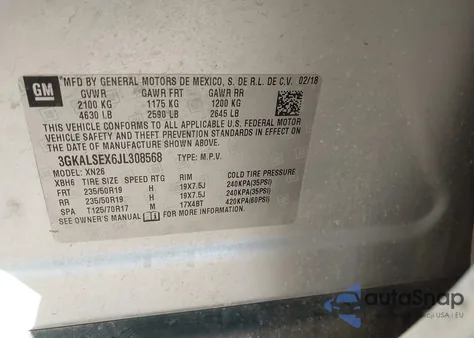 GM
MFD BY GENERAL MOTORS DE MEXICO, S. DE R.L. DE C.V. 02/18
GVWR GAWR FRT GAWR RR
2100 KG 1175 KG 1200 KG
4630 LB 2590 LB 2645 LB
THIS VEHICLE CONFORMS TO ALL APPLICABLE U.S. FEDERAL MOTOR
VEHICLE SAFETY AND THEFT PREVENTION STANDARDS IN EFFECT ON THE
DATE OF MANUFACTURE SHOWN ABOVE.
3GKALSEX6JL308568 TYPE: M.P.V.
MODEL: XN26
XBH6 TIRE SIZE SPEED RTG RIM COLD TIRE PRESSURE
FRT 235/50R19 H 19X7.5J 240KPA(35PSI)
RR 235/50R19 H 19X7.5J 240KPA(35PSI)
SPA T125/70R17 M 17X4BT 420KPA(60PSI)
SEE OWNER'S MANUAL FOR ADDITIONAL INFORMATION.
autoSnap
USA | EU